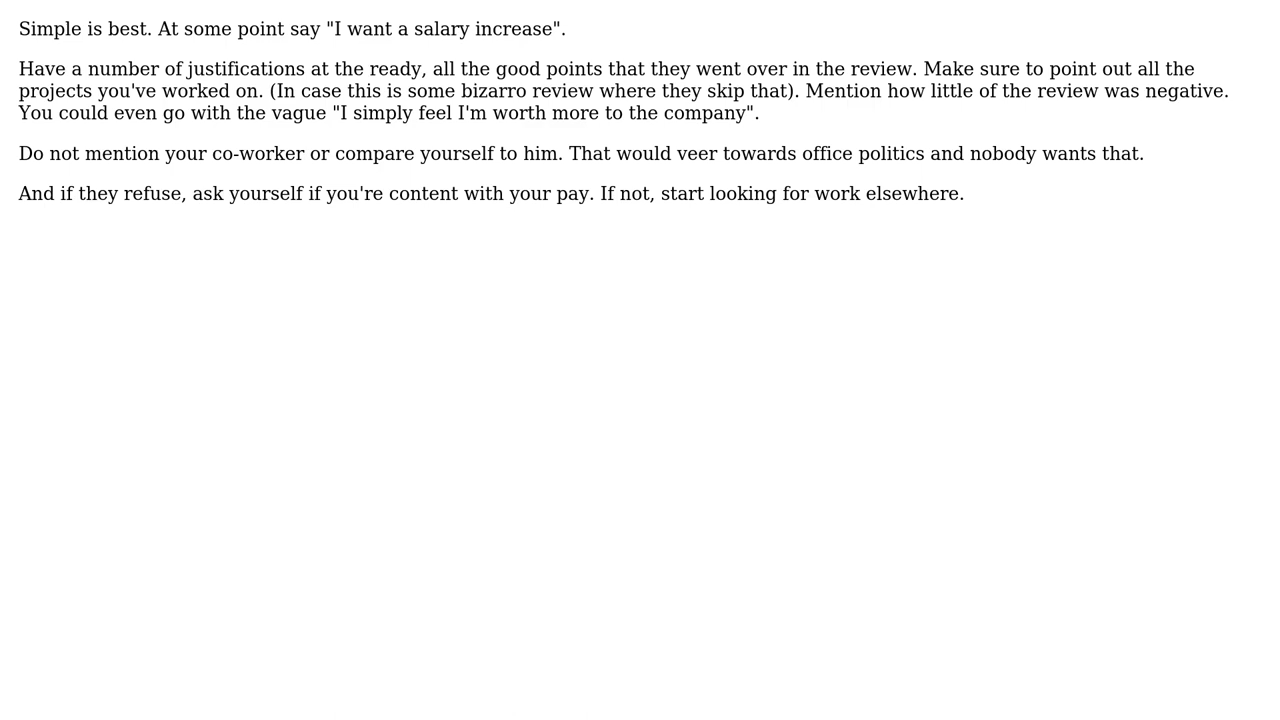 Simple is best. At some point say "I want a salary increase".
Have a number of justifications at the ready, all the good points that they went over in the review. Make sure to point out all the
projects you've worked on. (In case this is some bizarro review where they skip that). Mention how little of the review was negative.
You could even go with the vague "I simply feel I'm worth more to the company".
Do not mention your co-worker or compare yourself to him. That would veer towards office politics and nobody wants that.
And if they refuse, ask yourself if you're content with your pay. If not, start looking for work elsewhere.